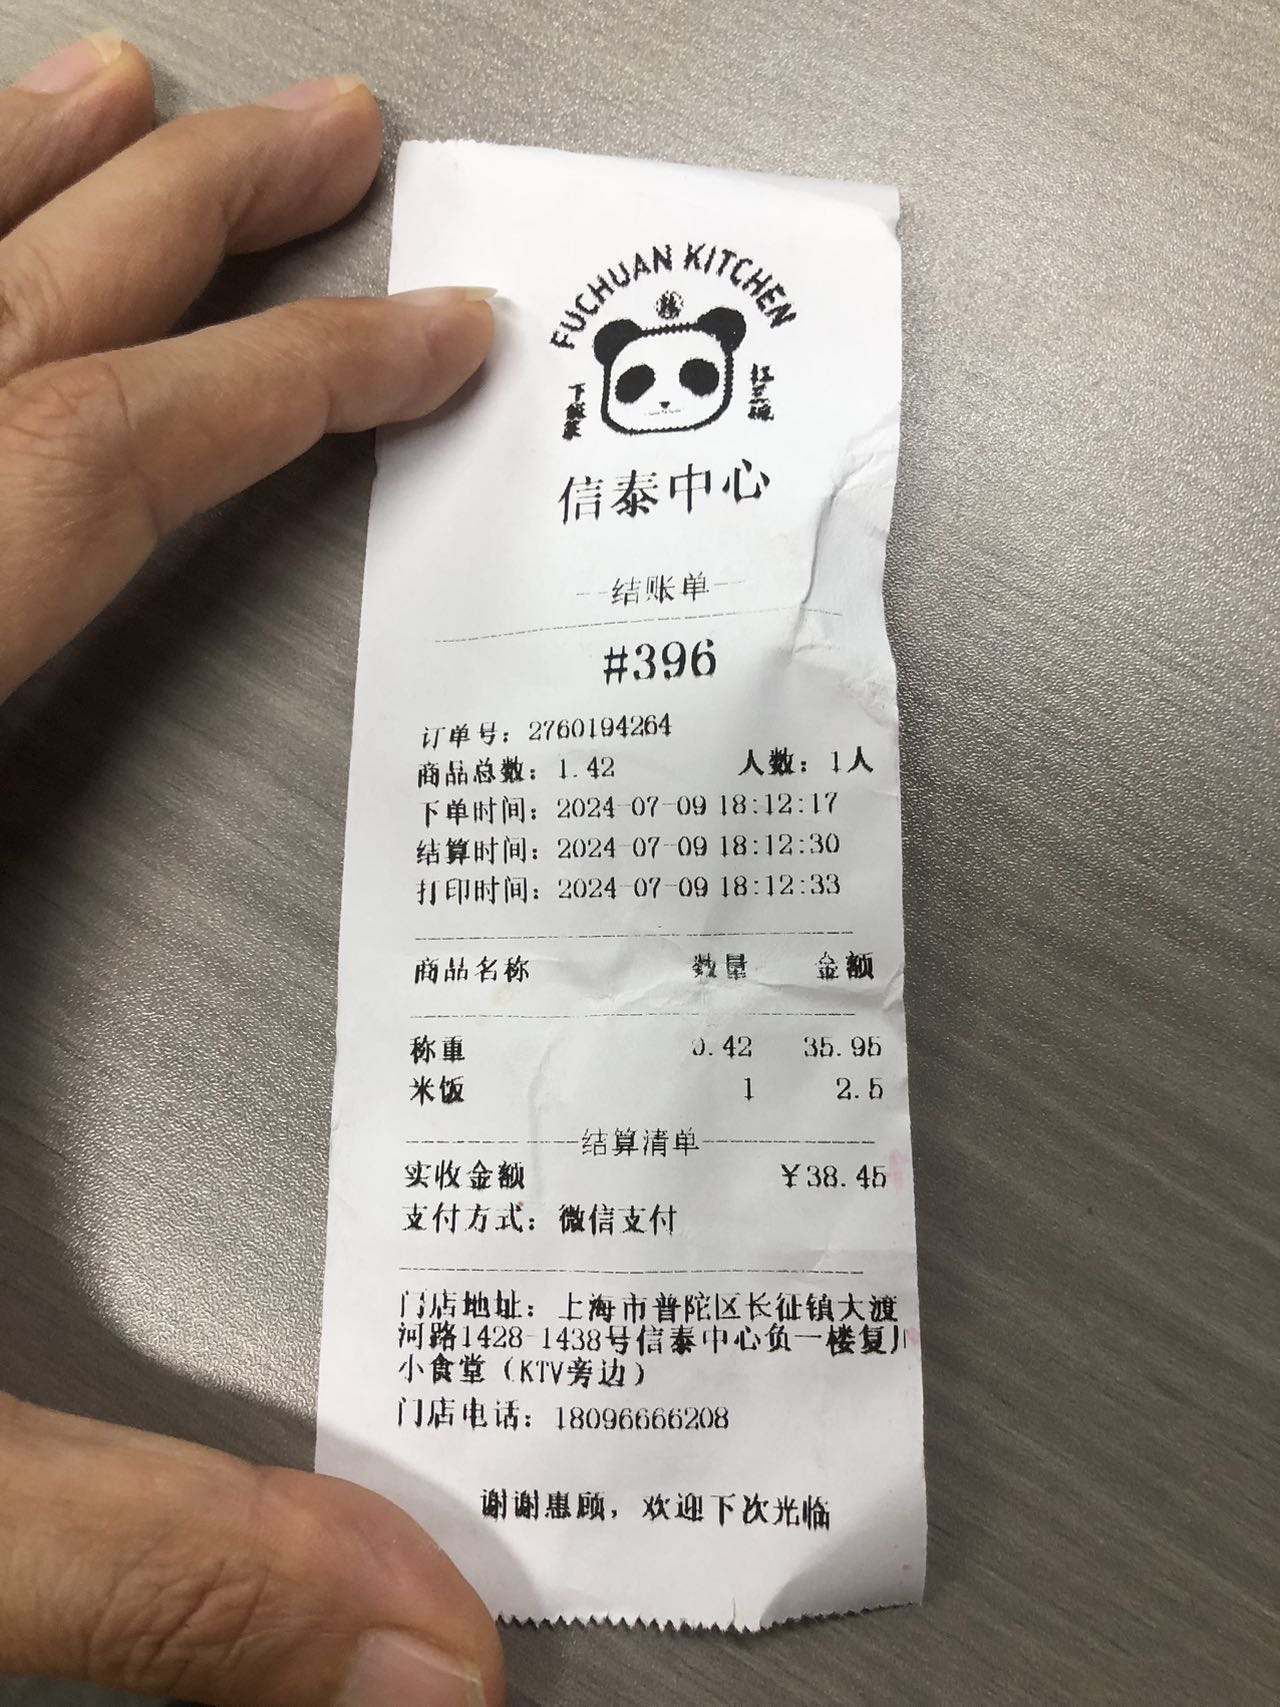 FUCHUAN KITCHEN
下飯菜
信泰中心
结账单
#396
订单号：2760194264
商品总数：1.42 人数：1人
下单时间：2024-07-09 18:12:17
结算时间：2024-07-09 18:12:30
打印时间：2024-07-09 18:12:33
商品名称 数量 金额
称重 0.42 35.95
米饭 1 2.5
结算清单
实收金额 ￥38.45
支付方式：微信支付
门店地址：上海市普陀区长征镇大渡
河路1428-1438号信泰中心负一楼复川
小食堂（KTV旁边）
门店电话：18096666208
谢谢惠顾，欢迎下次光临